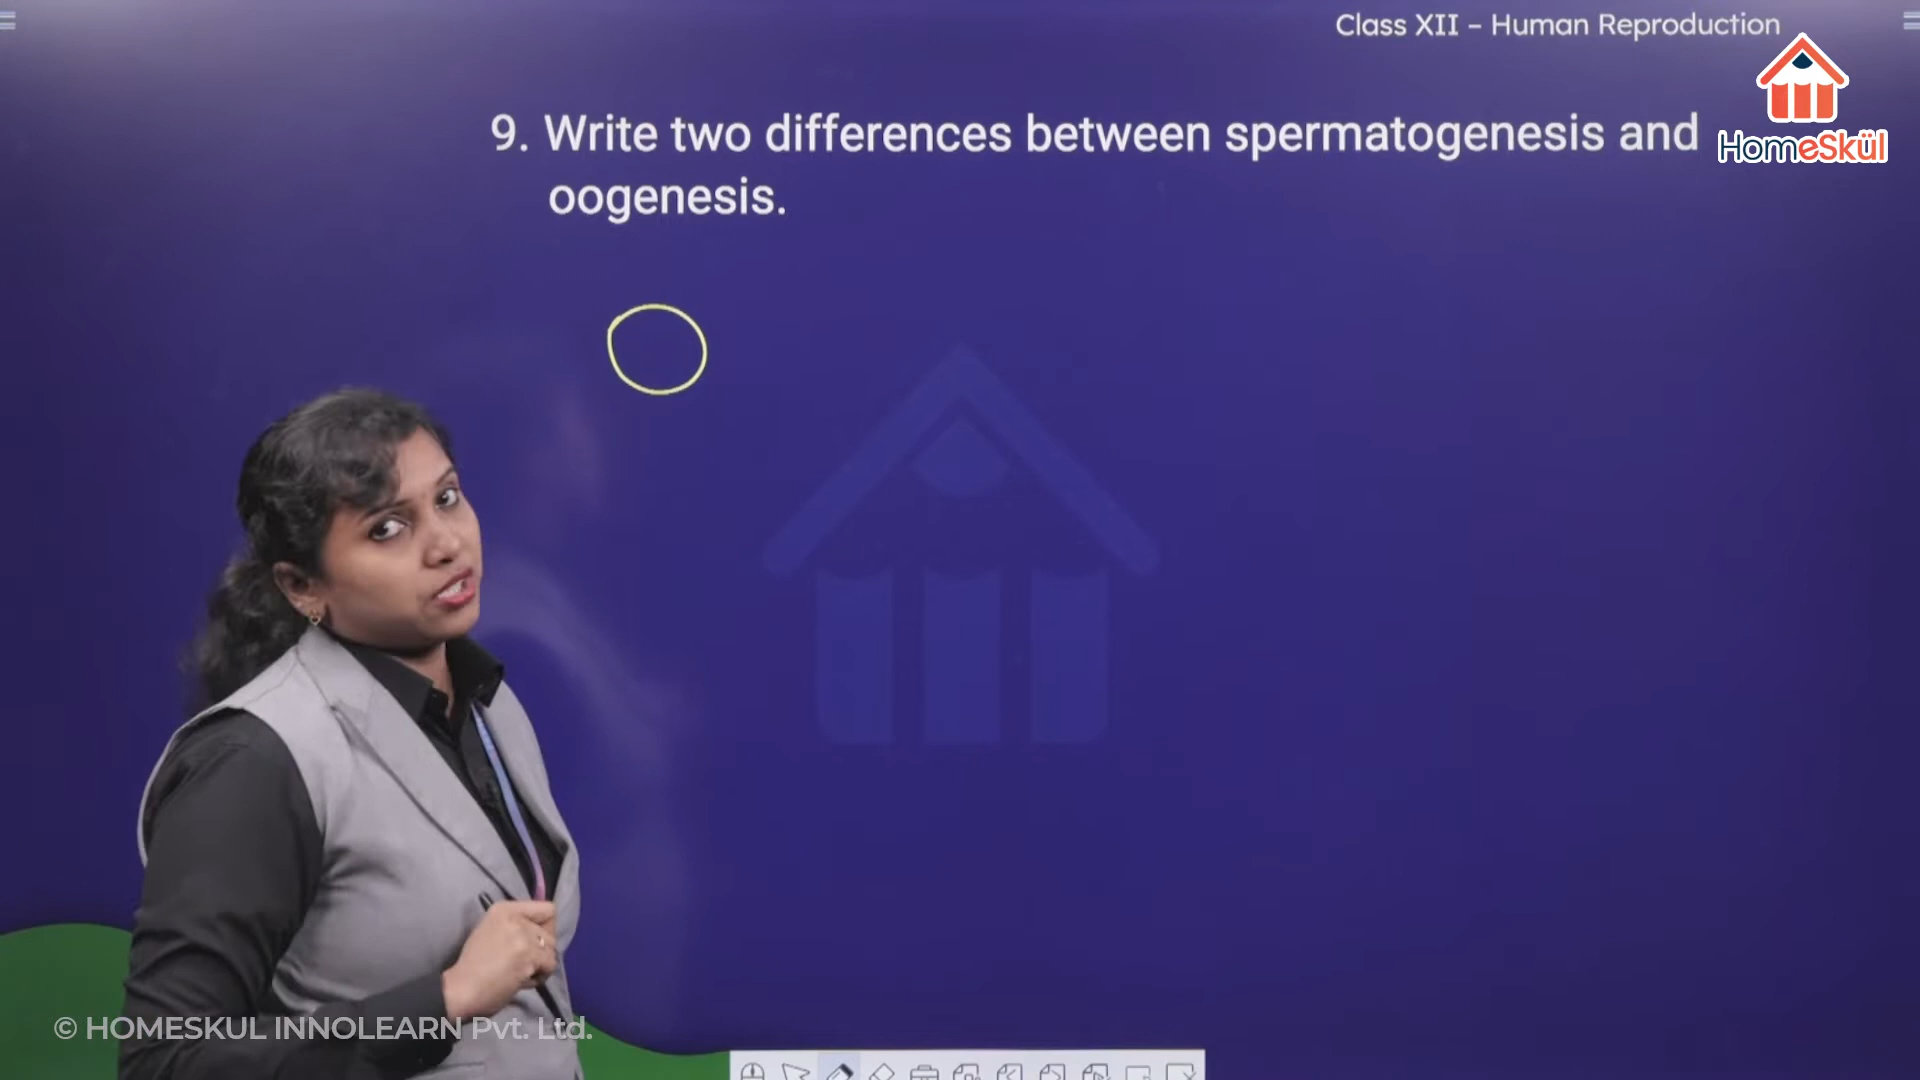 Class XII – Human Reproduction
HomeSkül
9. Write two differences between spermatogenesis and
oogenesis.
© HOMESKUL INNOLEARN Pvt. Ltd.